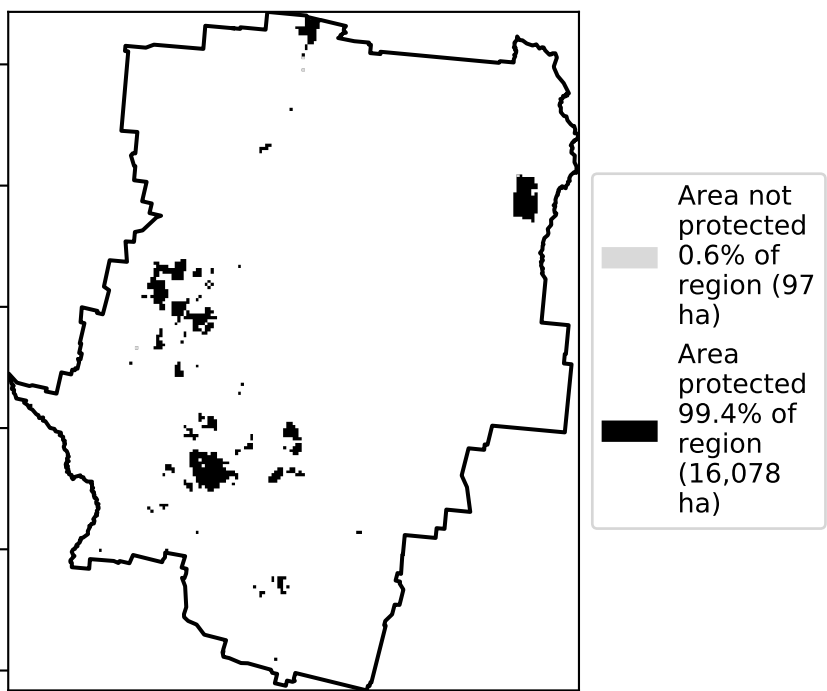 Area not
protected
0.6% of
region (97
ha)
Area
protected
99.4% of
region
(16,078
ha)